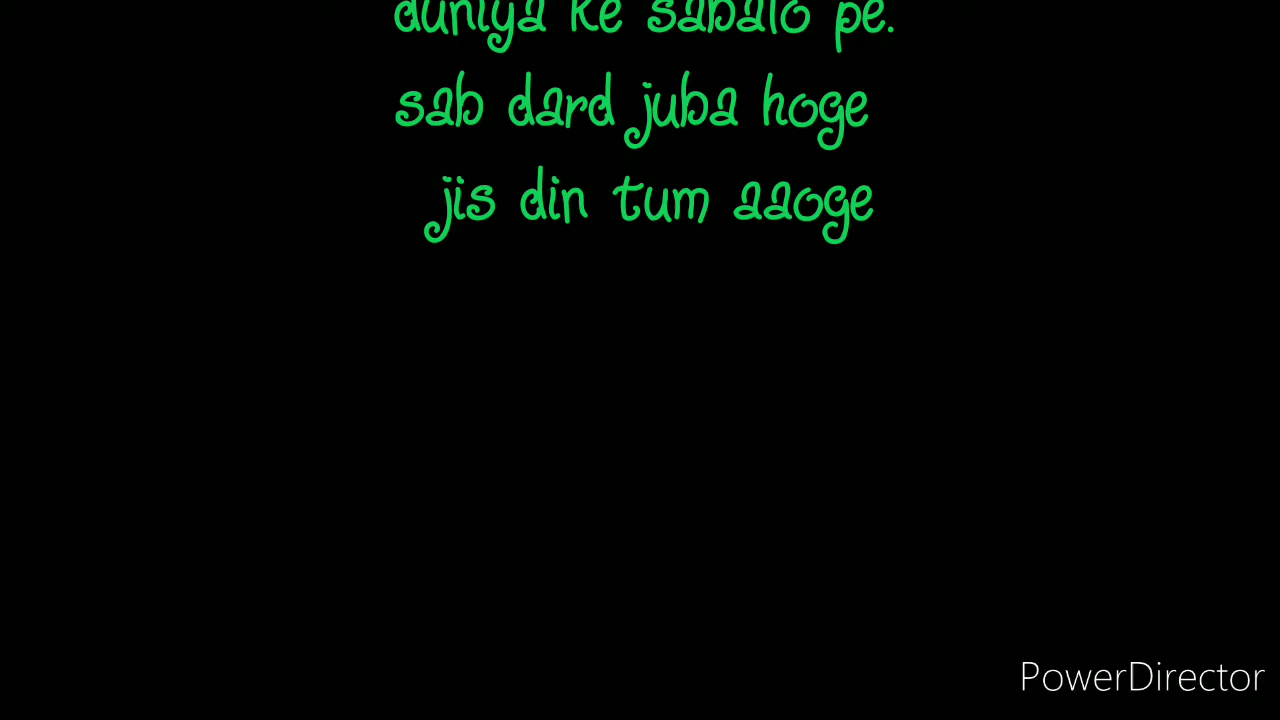 duniya ke sabalo pe.
sab dard juba hoge
jis din tum aaoge
PowerDirector